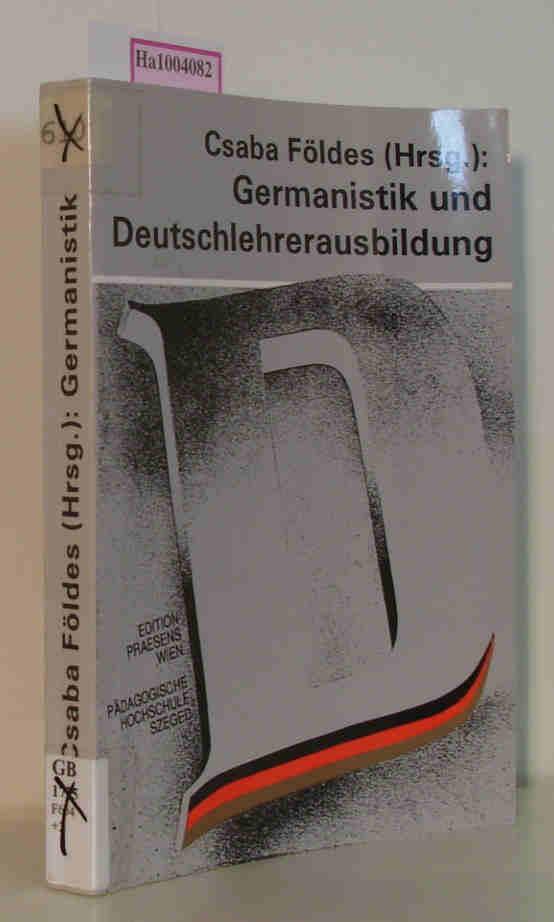 Ha1004082
Csaba Földes (Hrsg.):
Germanistik und
Deutschlehrerausbildung
EDITION
PRAESENS
WIEN
PÄDAGOGISCHE
HOCHSCHULE
SZEGED
Csaba Földes (Hrsg.): Germanistik
GB